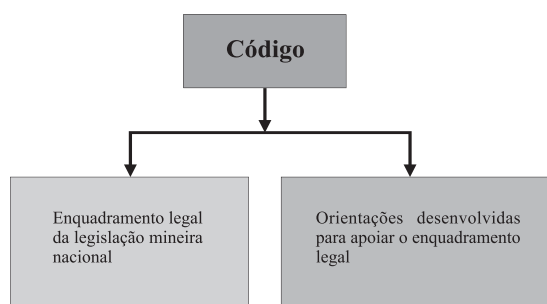 Código
Enquadramento legal
da legislação mineira
nacional
Orientações desenvolvidas
para apoiar o enquadramento
legal